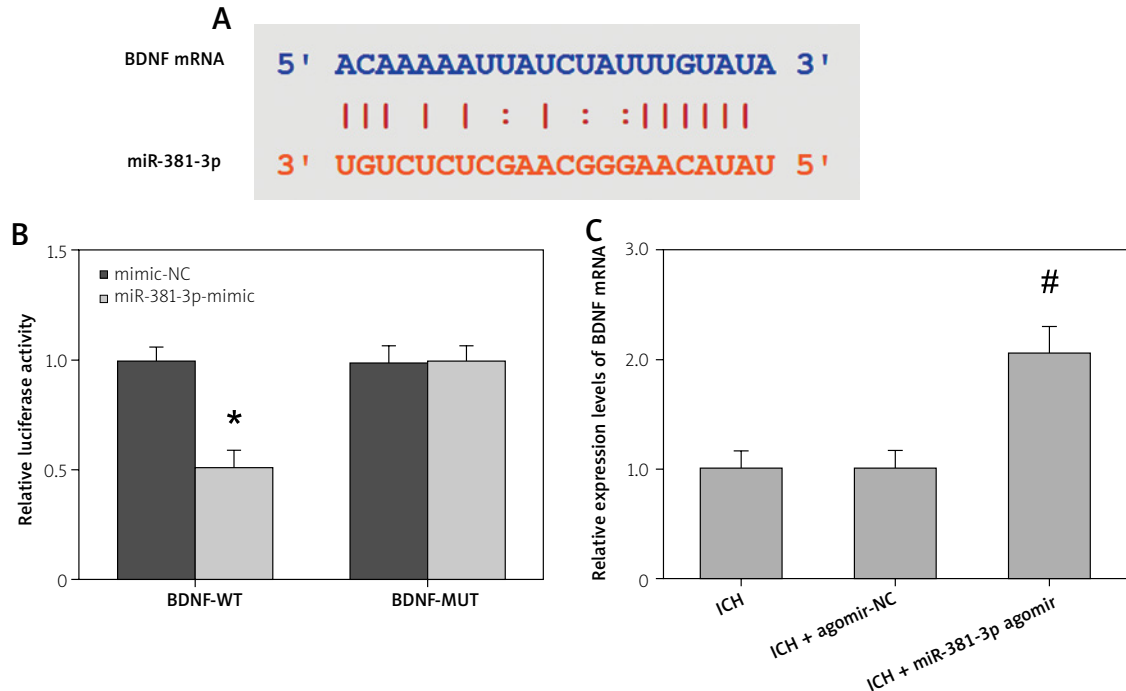 A
BDNF mRNA 5' ACAAAAAUUAUCUAUUUGUAUA 3'
||| | | : | : :||||||
miR-381-3p 3' UGUCUCUCGAACGGGAACAUAU 5'
B
Relative luciferase activity
1.5
1.0
0.5
0
mimic-NC
miR-381-3p-mimic
*
BDNF-WT BDNF-MUT
C
Relative expression levels of BDNF mRNA
3.0
2.0
1.0
0
#
ICH
ICH + agomir-NC
ICH + miR-381-3p agomir